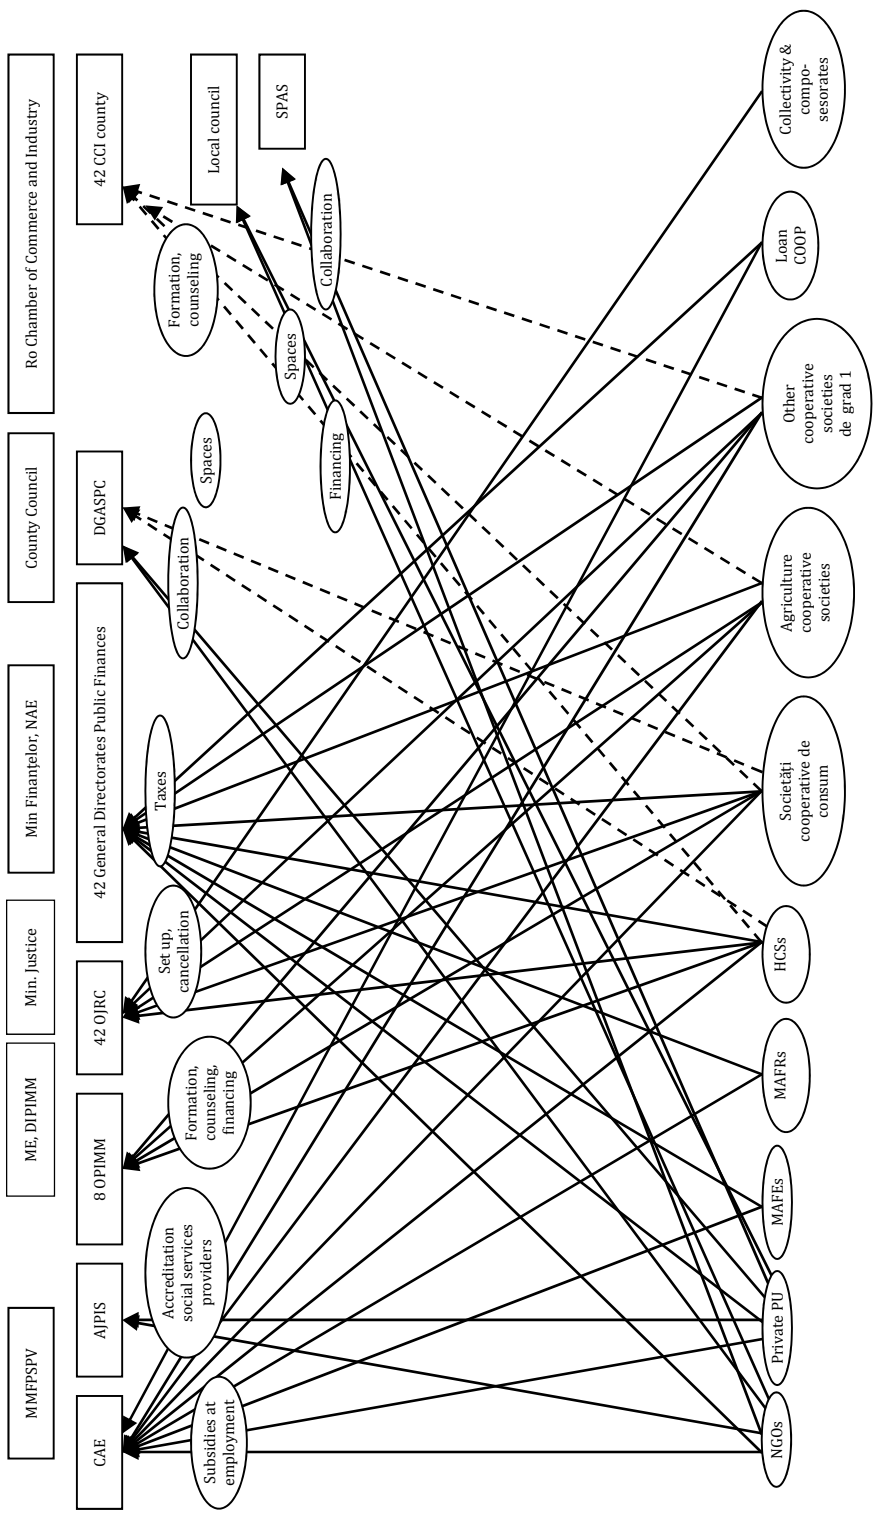 MMFPSPV
ME, DIPIMM
Min. Justice
Min Finanțelor, NAE
County Council
Ro Chamber of Commerce and Industry
CAE
AJPIS
8 OPIMM
42 OJRC
42 General Directorates Public Finances
DGASPC
42 CCI county
Local council
SPAS
Subsidies at
employment
Accreditation
social services
providers
Formation,
counseling,
financing
Set up,
cancellation
Taxes
Collaboration
Spaces
Formation,
counseling
Financing
Spaces
Collaboration
NGOs
Private PU
MAFEs
MAFRs
HCSs
Societăți
cooperative de
consum
Agriculture
cooperative
societies
Other
cooperative
societies
de grad 1
Loan
COOP
Collectivity &
compo-
sesorates